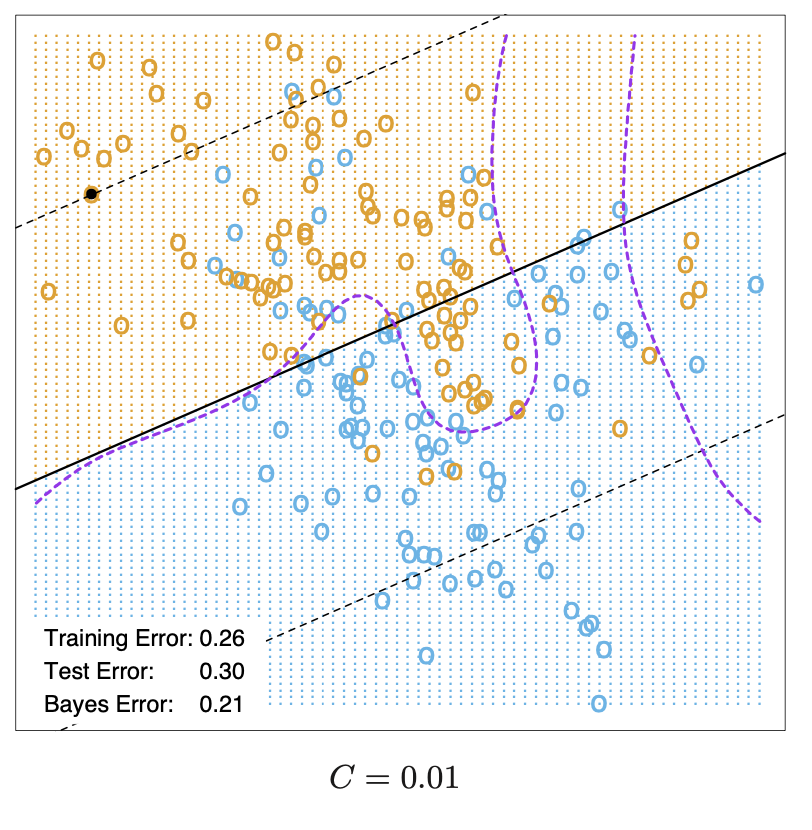 Training Error: 0.26
Test Error: 0.30
Bayes Error: 0.21
C = 0.01